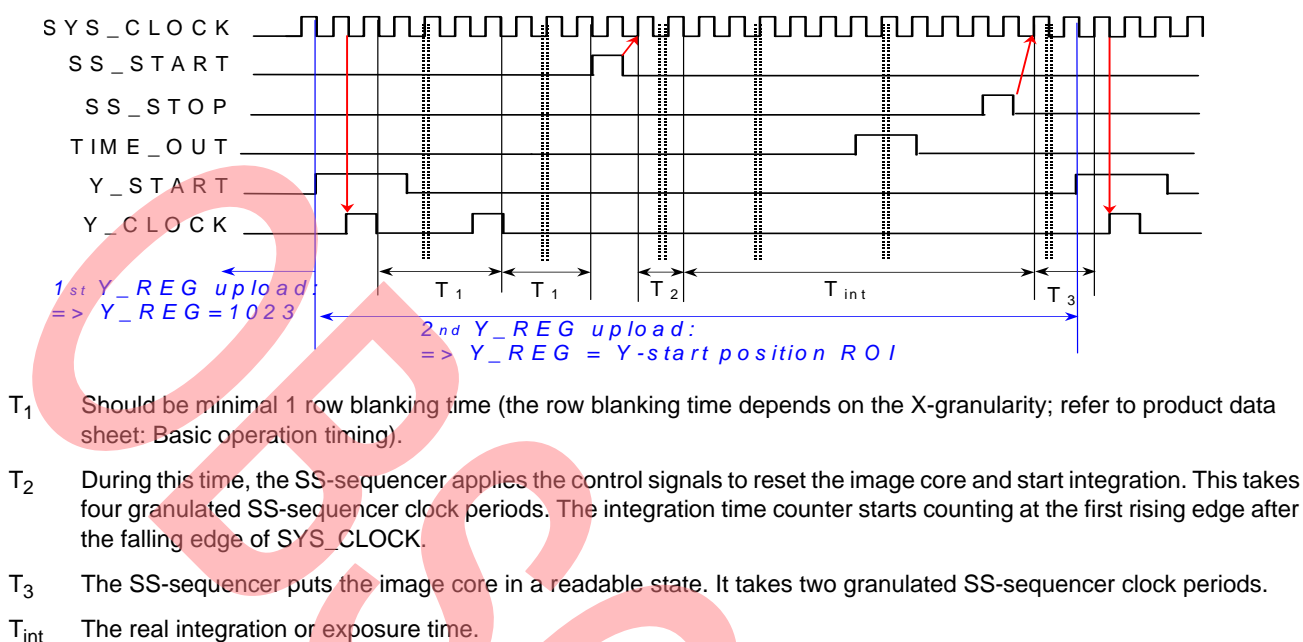 SYS_CLOCK
SS_START
SS_STOP
TIME_OUT
Y_START
Y_CLOCK
T1 T1 T2 Tint T3
1st Y_REG upload:
=> Y_REG=1023
2nd Y_REG upload:
=> Y_REG = Y-start position ROI
T1 Should be minimal 1 row blanking time (the row blanking time depends on the X-granularity; refer to product data
sheet: Basic operation timing).
T2 During this time, the SS-sequencer applies the control signals to reset the image core and start integration. This takes
four granulated SS-sequencer clock periods. The integration time counter starts counting at the first rising edge after
the falling edge of SYS_CLOCK.
T3 The SS-sequencer puts the image core in a readable state. It takes two granulated SS-sequencer clock periods.
Tint The real integration or exposure time.